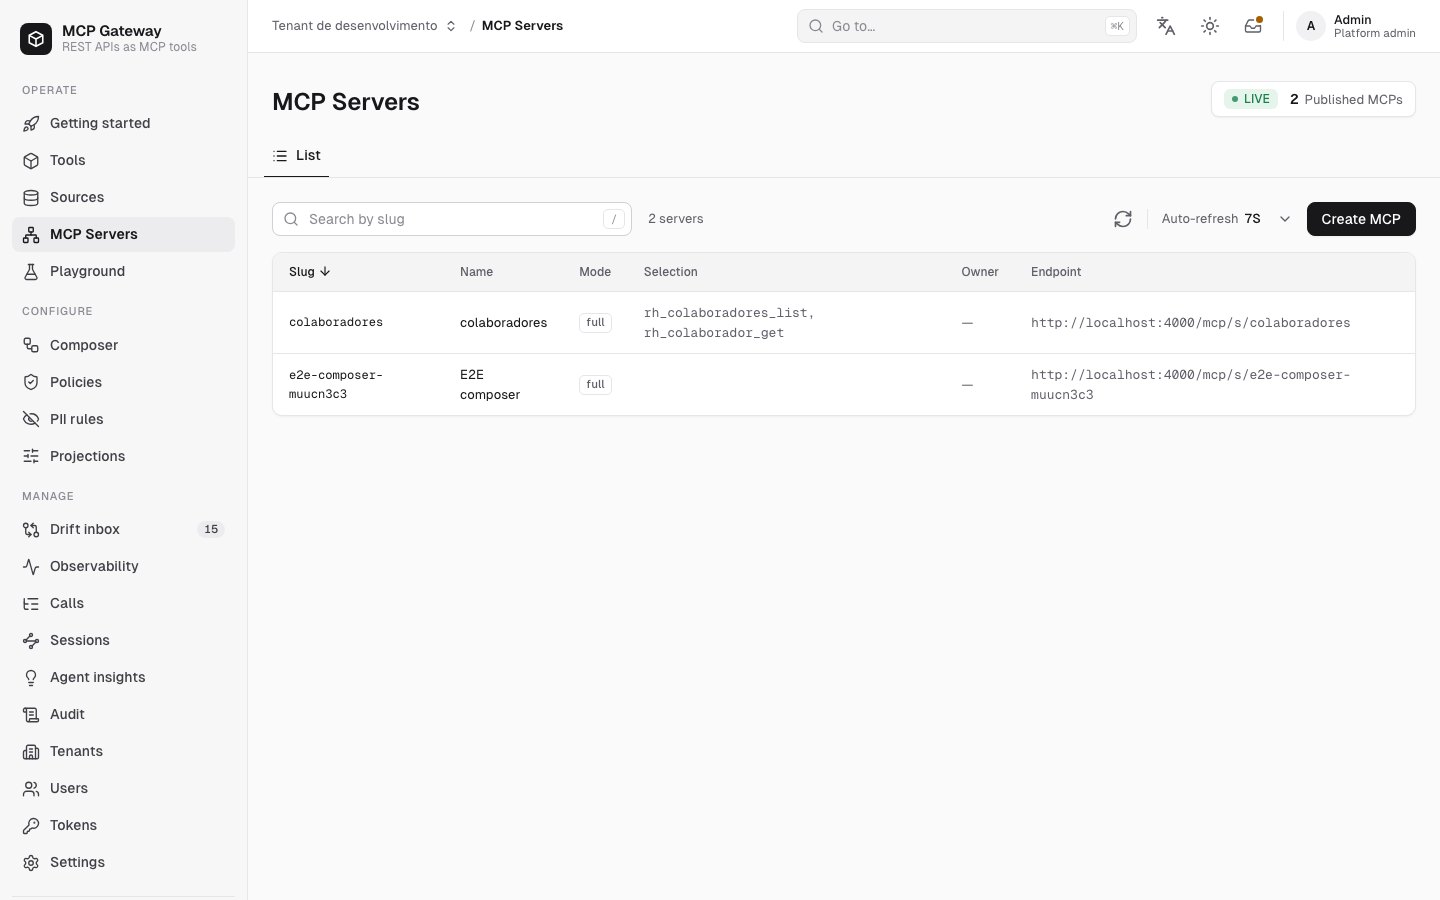 MCP Gateway
REST APIs as MCP tools
OPERATE
Getting started
Tools
Sources
MCP Servers
Playground
CONFIGURE
Composer
Policies
PII rules
Projections
MANAGE
Drift inbox 15
Observability
Calls
Sessions
Agent insights
Audit
Tenants
Users
Tokens
Settings
Tenant de desenvolvimento / MCP Servers
Go to… ⌘K
A
Admin
Platform admin
MCP Servers
LIVE 2 Published MCPs
List
Search by slug /
2 servers
Auto-refresh 7S
Create MCP
Slug ↓ Name Mode Selection Owner Endpoint
colaboradores colaboradores full rh_colaboradores_list,
rh_colaborador_get — http://localhost:4000/mcp/s/colaboradores
e2e-composer-
muucn3c3
E2E
composer
full — http://localhost:4000/mcp/s/e2e-composer-
muucn3c3